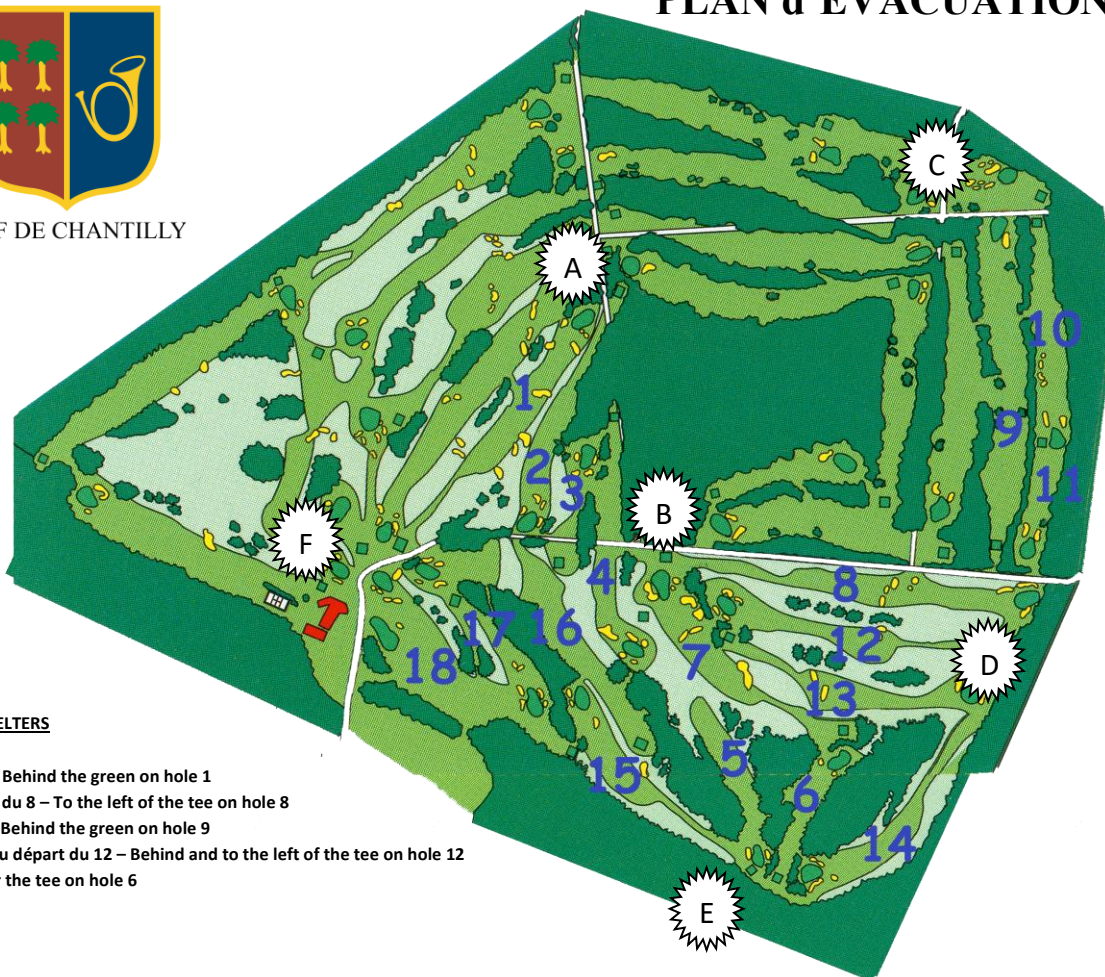 PLAN d'EVACUATION
F DE CHANTILLY
C
A
10
1
9
2
3
11
B
F
4
8
16
17
12
18
7
D
13
5
15
6
14
E
ELTERS
Behind the green on hole 1
du 8 – To the left of the tee on hole 8
Behind the green on hole 9
u départ du 12 – Behind and to the left of the tee on hole 12
the tee on hole 6